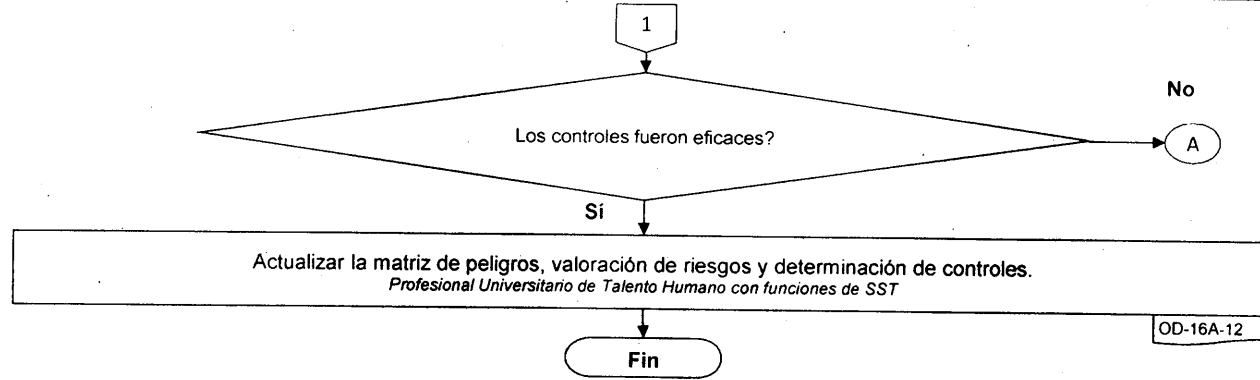 1
No
Los controles fueron eficaces?
A
Sí
Actualizar la matriz de peligros, valoración de riesgos y determinación de controles.
Profesional Universitario de Talento Humano con funciones de SST
OD-16A-12
Fin